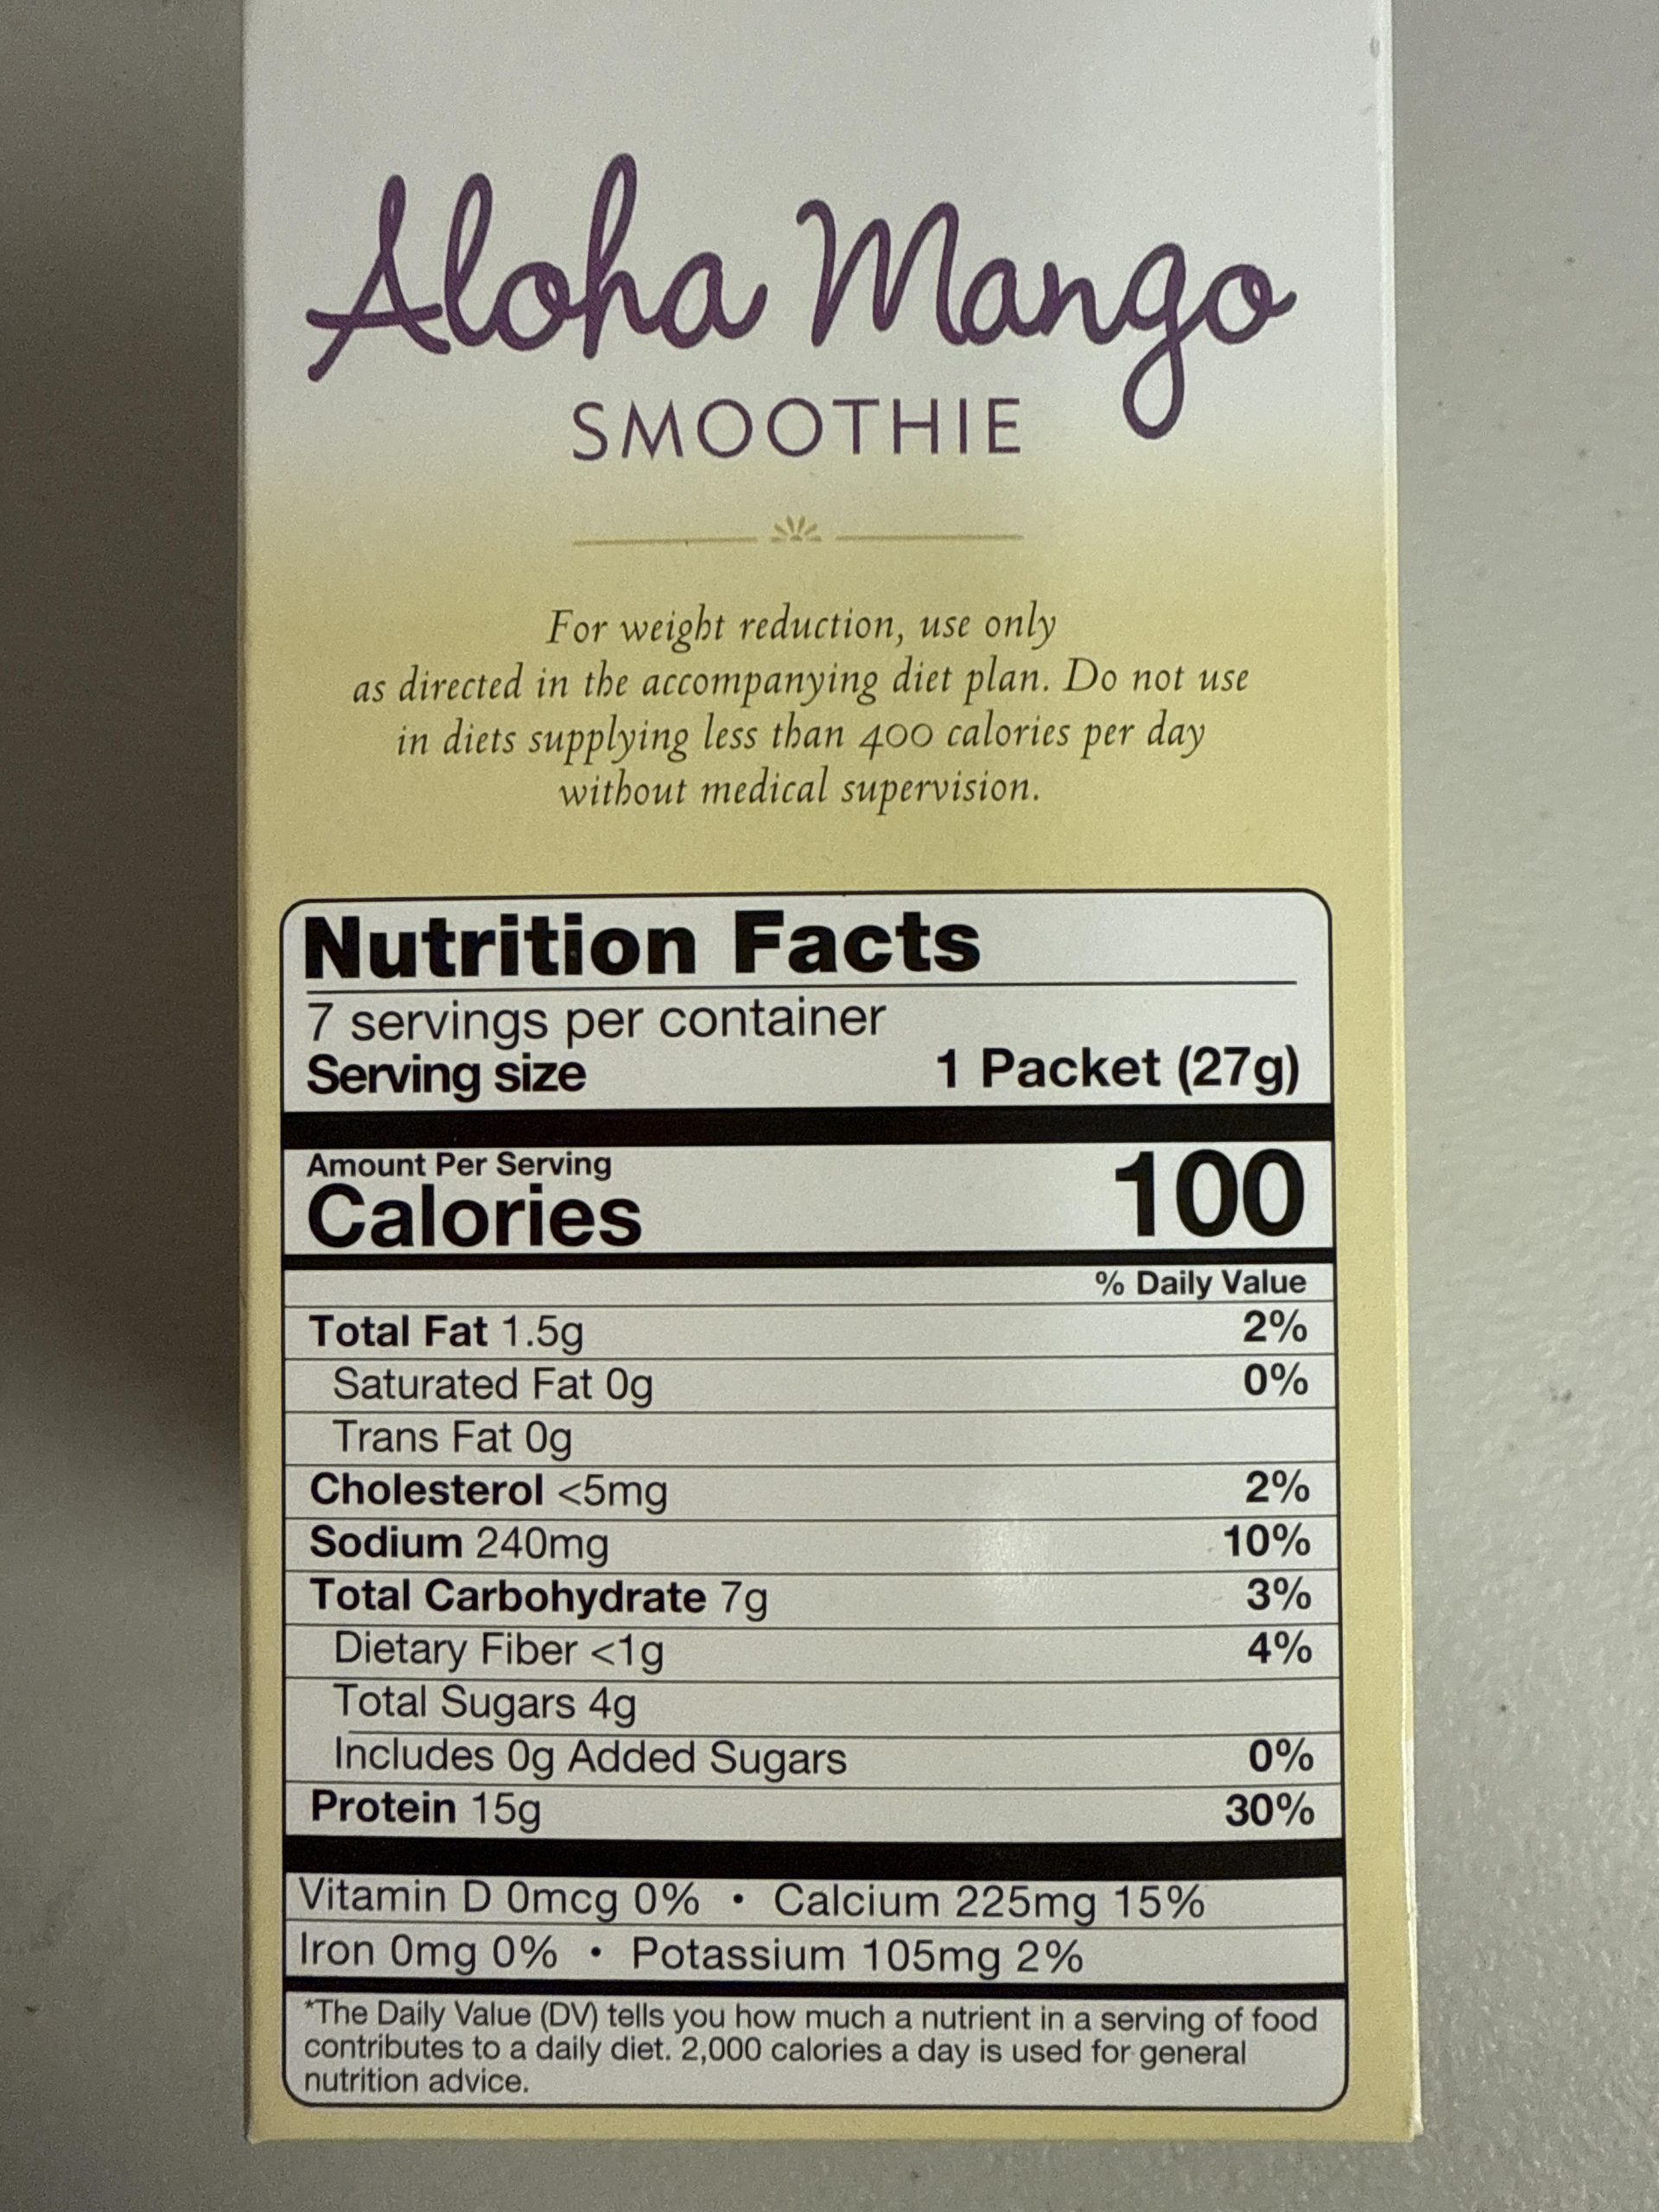 Aloha Mango
SMOOTHIE
For weight reduction, use only
as directed in the accompanying diet plan. Do not use
in diets supplying less than 400 calories per day
without medical supervision.
Nutrition Facts
7 servings per container
Serving size 1 Packet (27g)
Amount Per Serving
Calories 100
% Daily Value
Total Fat 1.5g 2%
Saturated Fat 0g 0%
Trans Fat 0g
Cholesterol <5mg 2%
Sodium 240mg 10%
Total Carbohydrate 7g 3%
Dietary Fiber <1g 4%
Total Sugars 4g
Includes 0g Added Sugars 0%
Protein 15g 30%
Vitamin D 0mcg 0% • Calcium 225mg 15%
Iron 0mg 0% • Potassium 105mg 2%
*The Daily Value (DV) tells you how much a nutrient in a serving of food
contributes to a daily diet. 2,000 calories a day is used for general
nutrition advice.